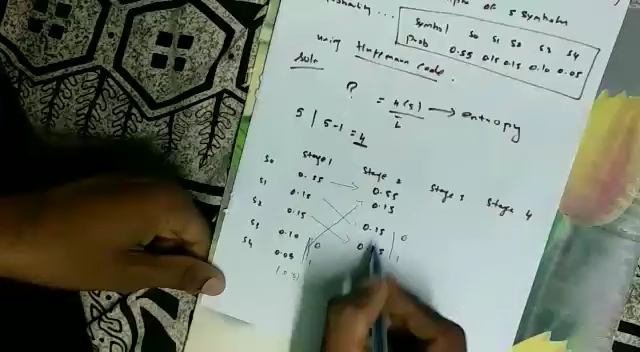 of 5 Symbols
Symbol S0 S1 S2 S3 S4
Prob 0.55 0.15 0.15 0.10 0.05
using Huffmann code.
Soln
η = H(s) / L → entropy
5 | 5-1 = 4
Stage 1 Stage 2 Stage 3 Stage 4
S0 0.55 → 0.55
S1 0.15 0.15
S2 0.15 0.15 0
S3 0.10 0 0.15 1
S4 0.05 1